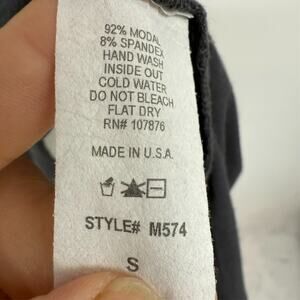 92% MODAL
8% SPANDEX
HAND WASH
INSIDE OUT
COLD WATER
DO NOT BLEACH
FLAT DRY
RN# 107876
MADE IN U.S.A.
STYLE# M574
S